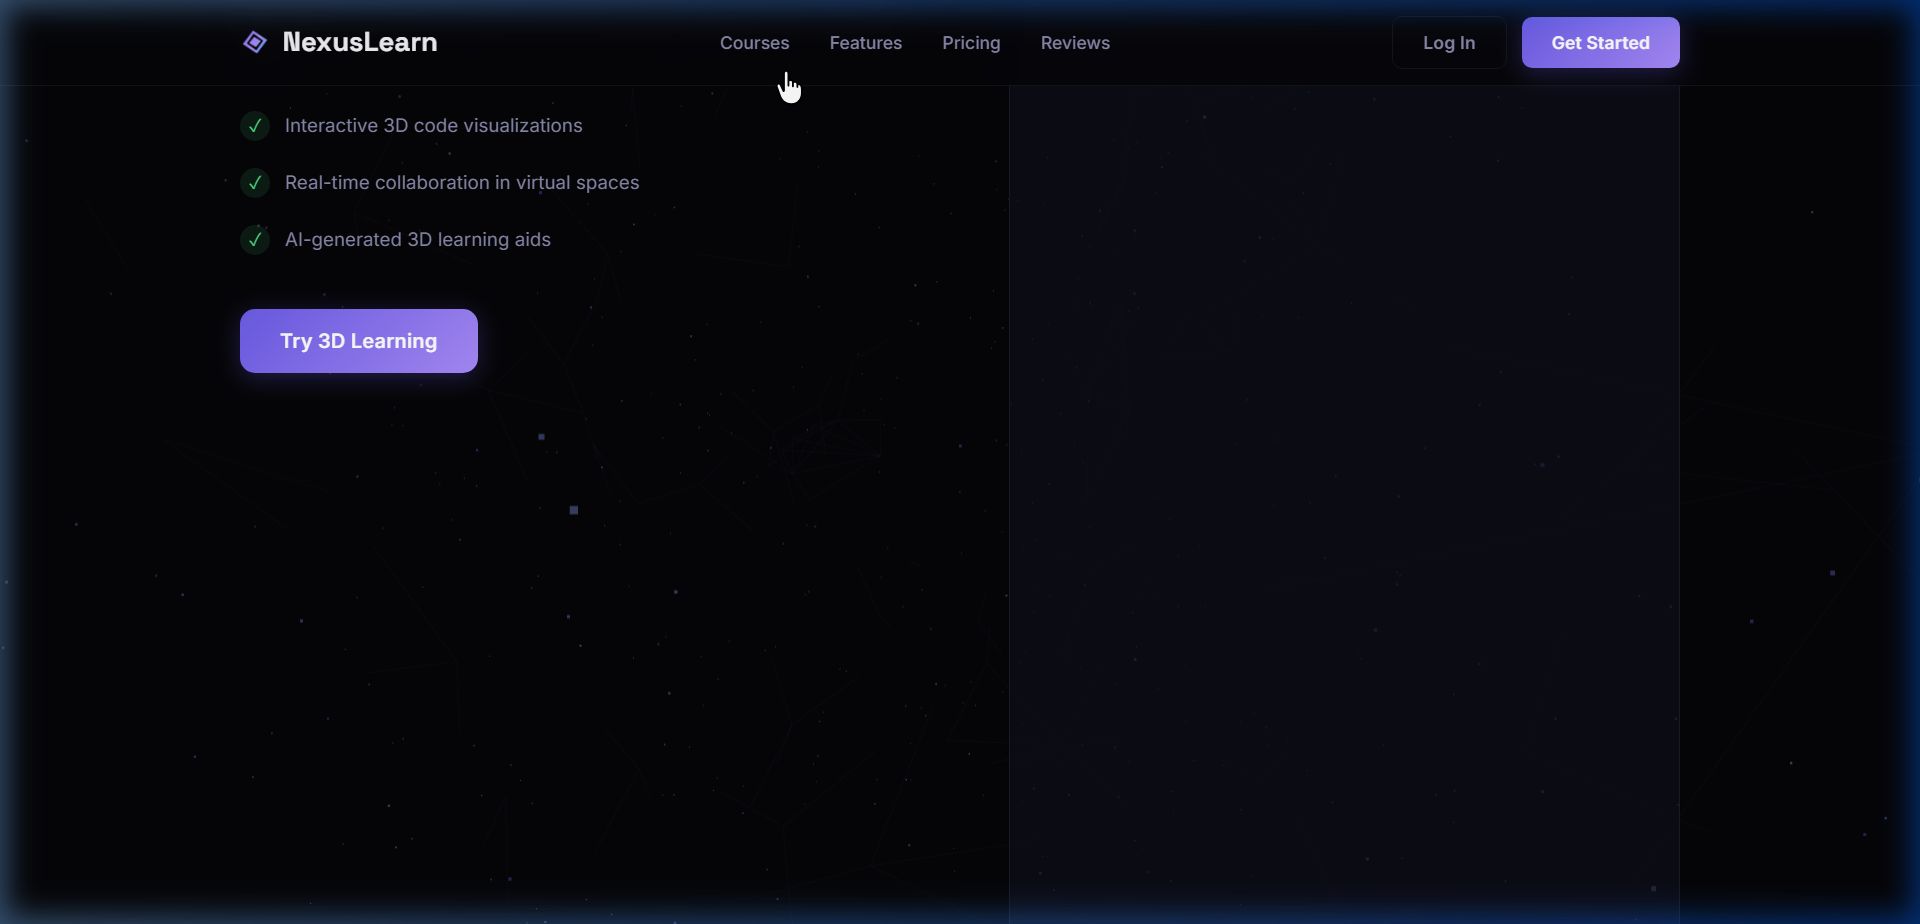 NexusLearn
Courses
Features
Pricing
Reviews
Log In
Get Started
✓ Interactive 3D code visualizations
✓ Real-time collaboration in virtual spaces
✓ AI-generated 3D learning aids
Try 3D Learning